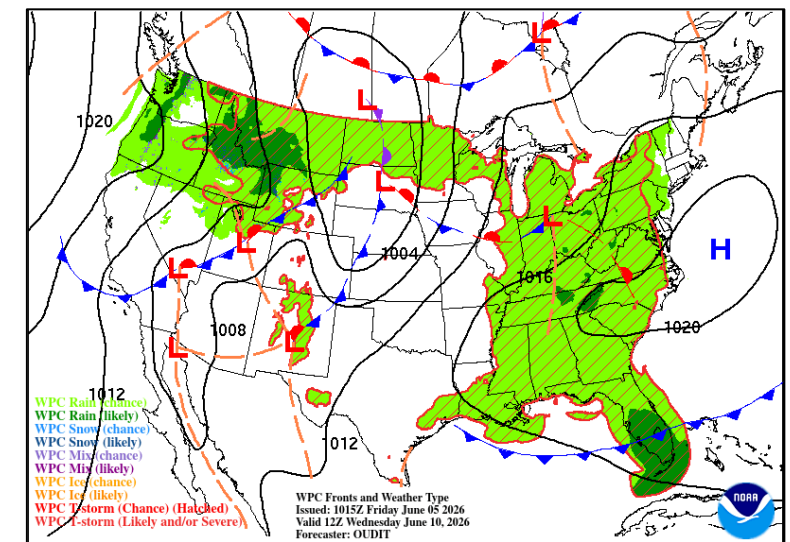 L
L
1020
L
L
L
H
L
1004
L
1016
1008
1020
L
L
1012
WPC Rain (chance)
WPC Rain (likely)
WPC Snow (chance)
WPC Snow (likely)
WPC Mix (chance)
WPC Mix (likely)
WPC Ice (chance)
WPC Ice (likely)
WPC T-storm (Chance) (Hatched)
WPC T-storm (Likely and/or Severe)
1012
WPC Fronts and Weather Type
Issued: 1015Z Friday June 05 2026
Valid 12Z Wednesday June 10, 2026
Forecaster: OUDIT
NOAA